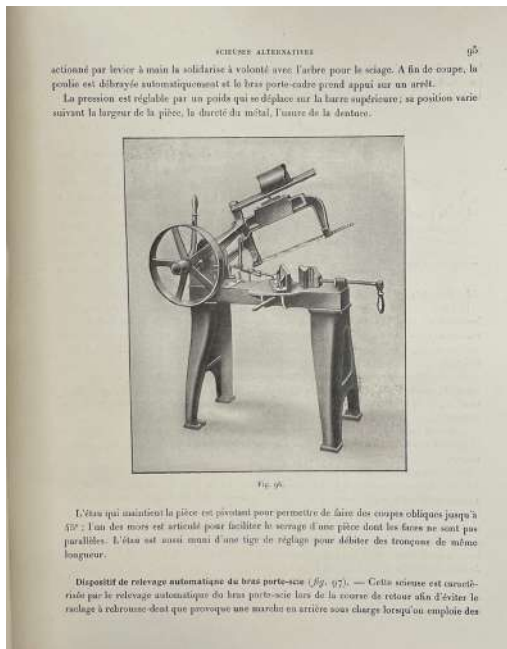 SCIEUSES ALTERNATIVES 95
actionné par levier à main la solidarise à volonté avec l'arbre pour le sciage. A fin de coupe, la
poulie est débrayée automatiquement et le bras porte-cadre prend appui sur un arrêt.
La pression est réglable par un poids qui se déplace sur la barre supérieure; sa position varie
suivant la largeur de la pièce, la dureté du métal, l'usure de la denture.
Fig. 96.
L'étau qui maintient la pièce est pivotant pour permettre de faire des coupes obliques jusqu'à
45°; l'un des mors est articulé pour faciliter le serrage d'une pièce dont les faces ne sont pas
parallèles. L'étau est aussi muni d'une tige de réglage pour débiter des tronçons de même
longueur.
Dispositif de relevage automatique du bras porte-scie (fig. 97). — Cette scieuse est caracté-
risée par le relevage automatique du bras porte-scie lors de la course de retour afin d'éviter le
raclage à rebrousse-dent que provoque une marche en arrière sous charge lorsqu'on emploie des